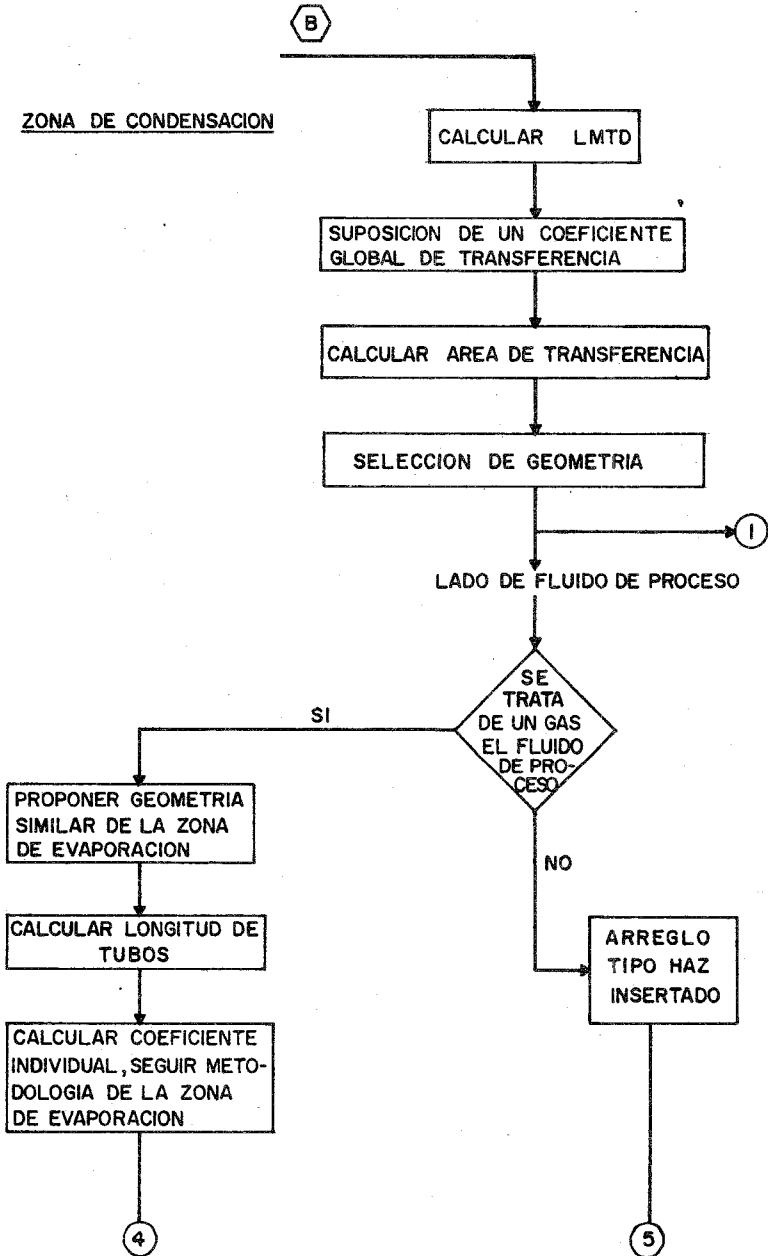 B
ZONA DE CONDENSACION
CALCULAR LMTD
SUPOSICION DE UN COEFICIENTE
GLOBAL DE TRANSFERENCIA
CALCULAR AREA DE TRANSFERENCIA
SELECCION DE GEOMETRIA
1
LADO DE FLUIDO DE PROCESO
SE
TRATA
DE UN GAS
EL FLUIDO
DE PRO-
CESO
SI
NO
PROPONER GEOMETRIA
SIMILAR DE LA ZONA
DE EVAPORACION
CALCULAR LONGITUD DE
TUBOS
CALCULAR COEFICIENTE
INDIVIDUAL, SEGUIR METO-
DOLOGIA DE LA ZONA
DE EVAPORACION
4
ARREGLO
TIPO HAZ
INSERTADO
5